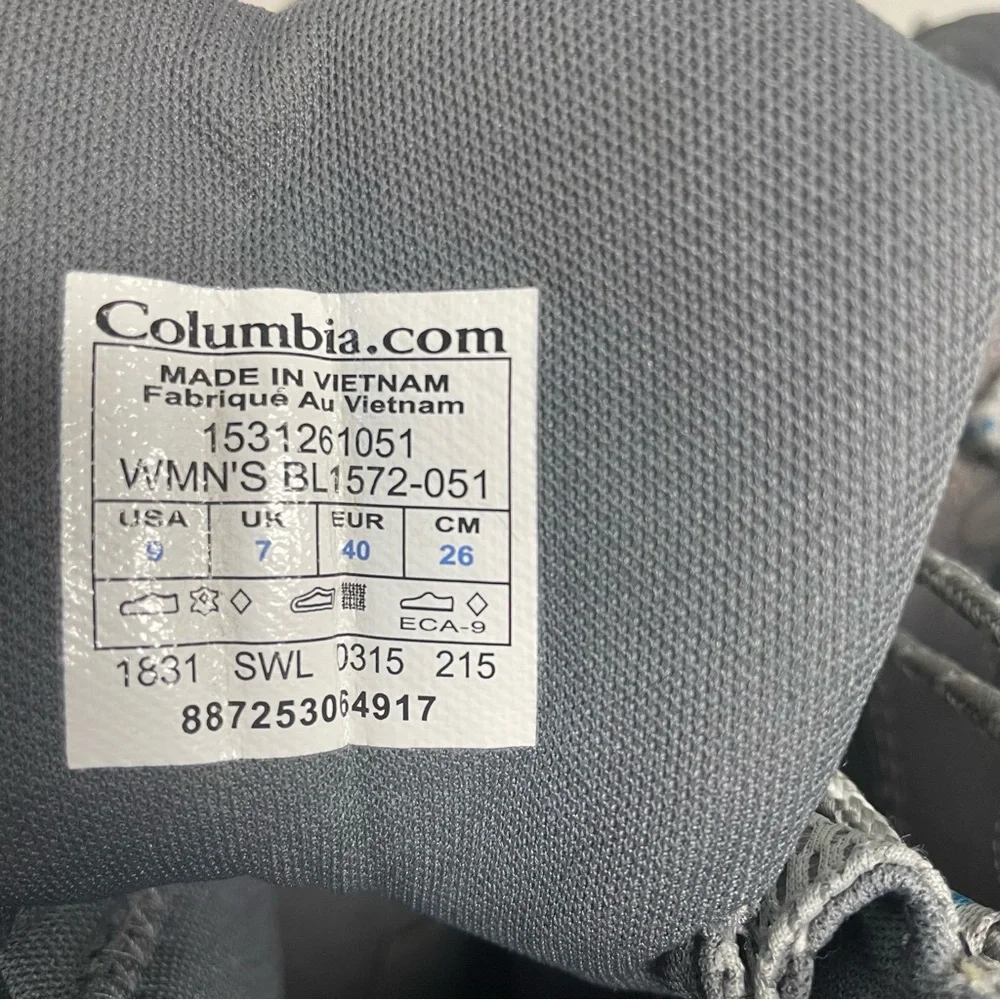 Columbia.com
MADE IN VIETNAM
Fabriqué Au Vietnam
1531261051
WMN'S BL1572-051
USA UK EUR CM
9 7 40 26
ECA-9
1831 SWL 0315 215
887253064917